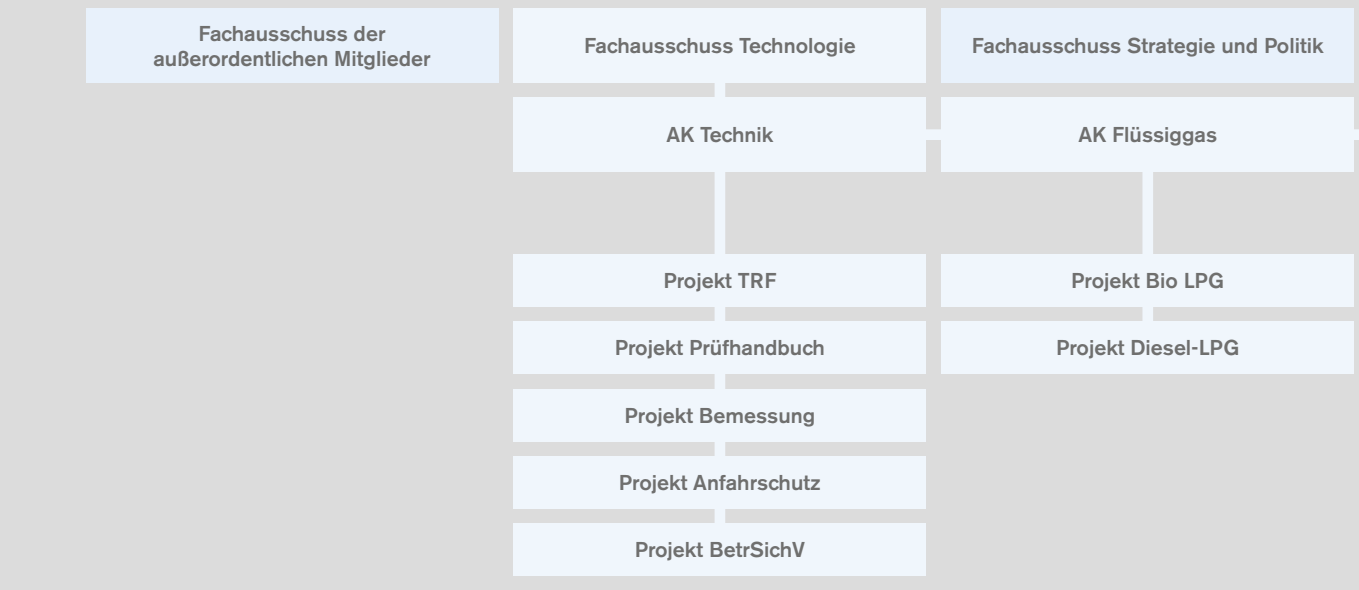 Fachausschuss der
außerordentlichen Mitglieder
Fachausschuss Technologie
Fachausschuss Strategie und Politik
AK Technik
AK Flüssiggas
Projekt TRF
Projekt Bio LPG
Projekt Prüfhandbuch
Projekt Diesel-LPG
Projekt Bemessung
Projekt Anfahrschutz
Projekt BetrSichV